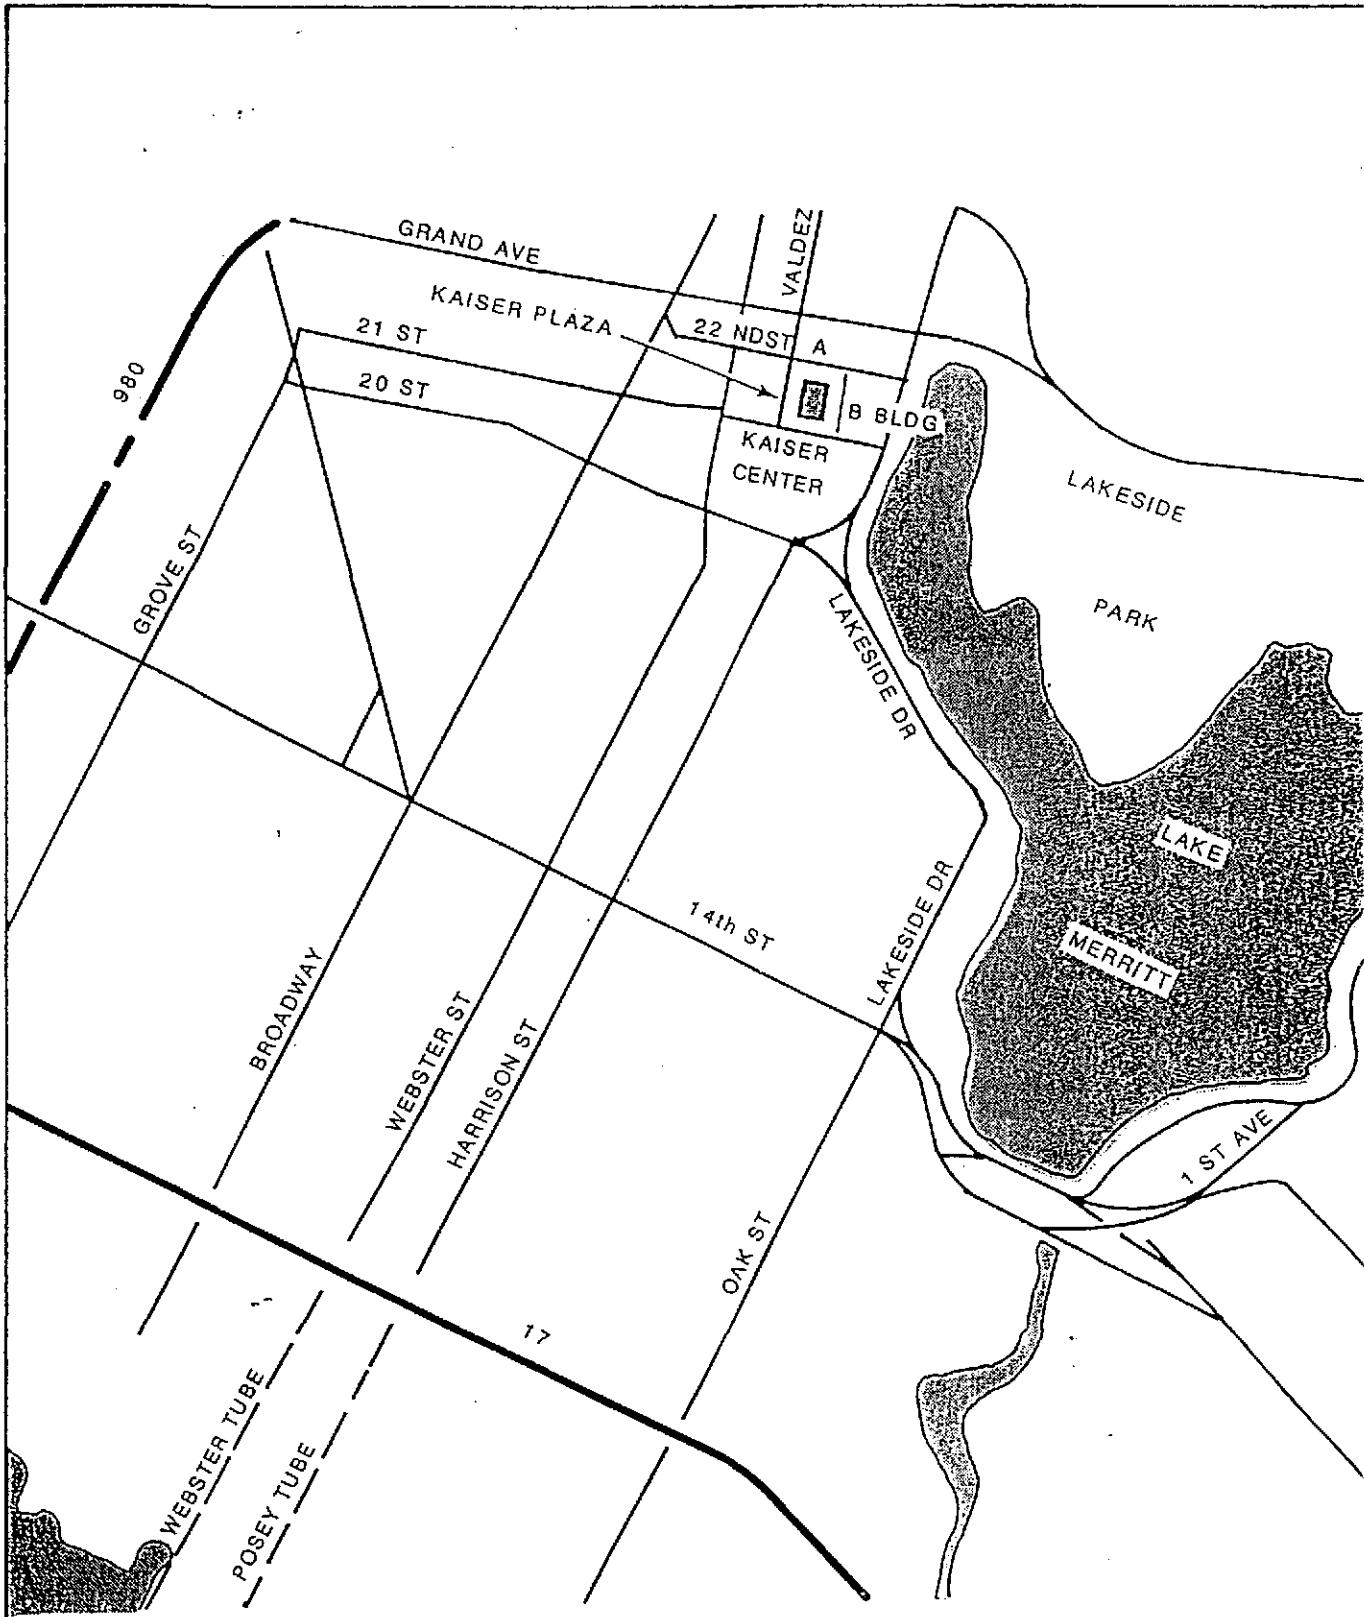 VALDEZ
GRAND AVE
KAISER PLAZA
22 NDST A
21 ST
980
20 ST
B BLDG
KAISER
CENTER
LAKESIDE
PARK
GROVE ST
LAKESIDE DR
LAKE
MERRITT
14th ST
LAKESIDE DR
BROADWAY
WEBSTER ST
HARRISON ST
1 ST AVE
OAK ST
17
WEBSTER TUBE
POSEY TUBE